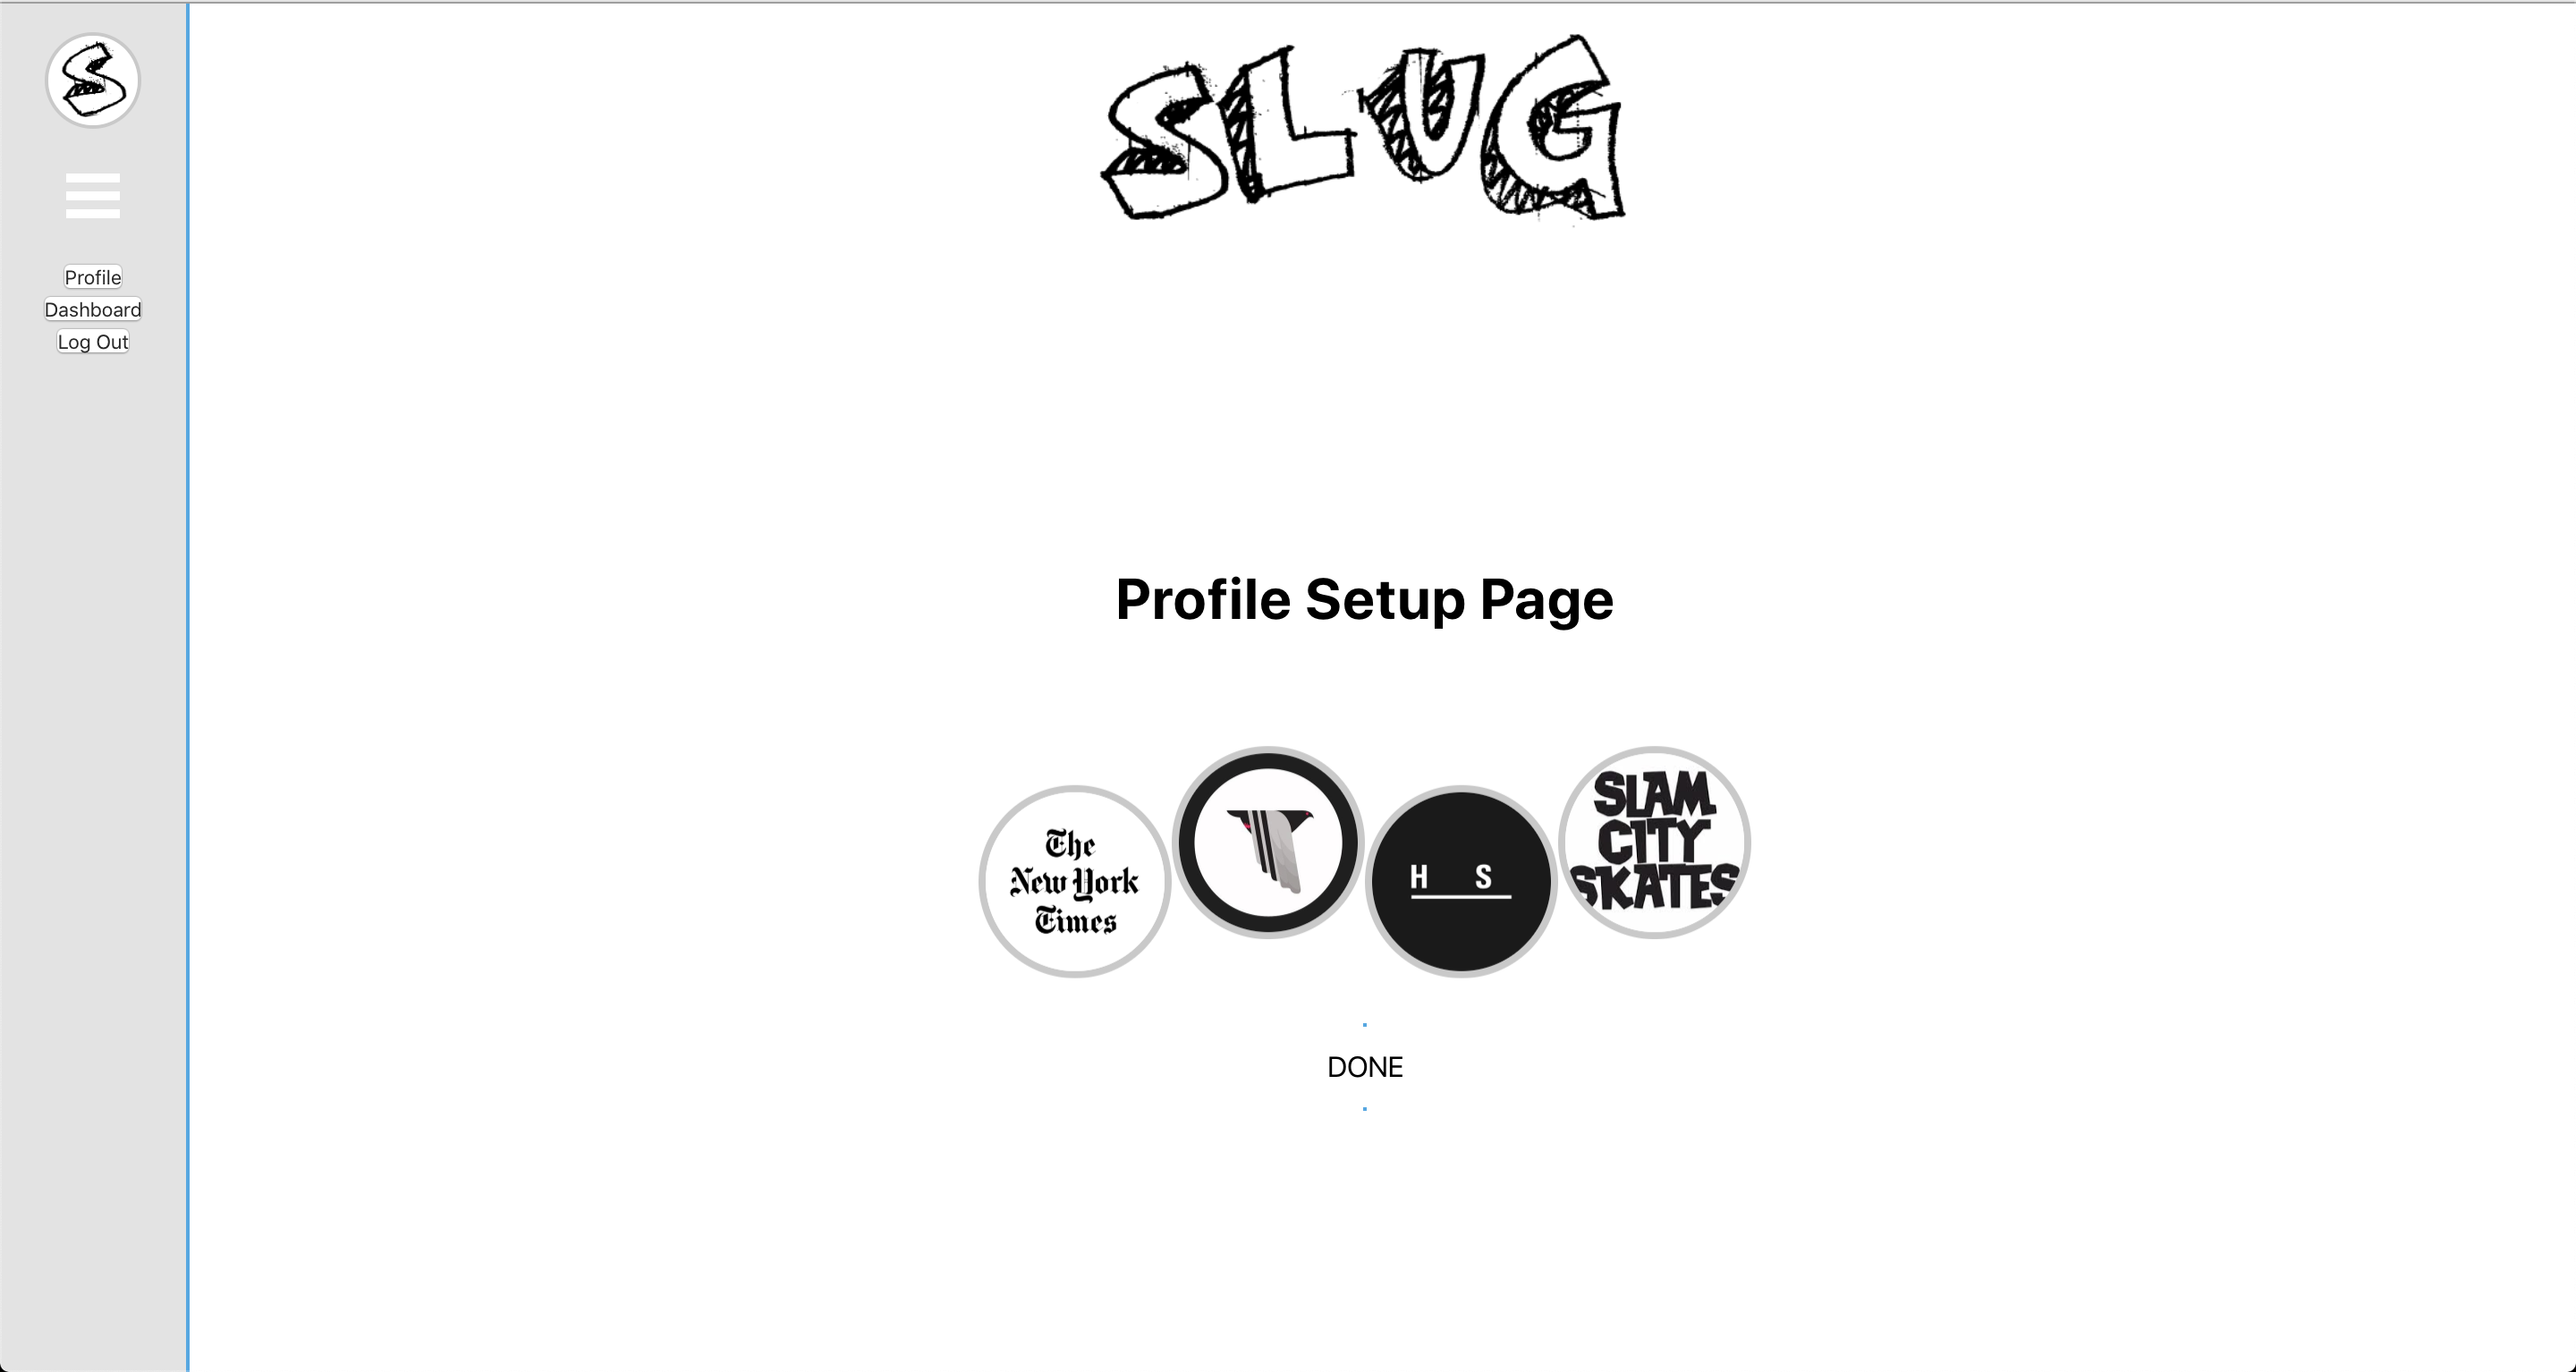 S
SLUG
Profile
Dashboard
Log Out
Profile Setup Page
The
New York
Times
T
H S
SLAM
CITY
SKATES
DONE